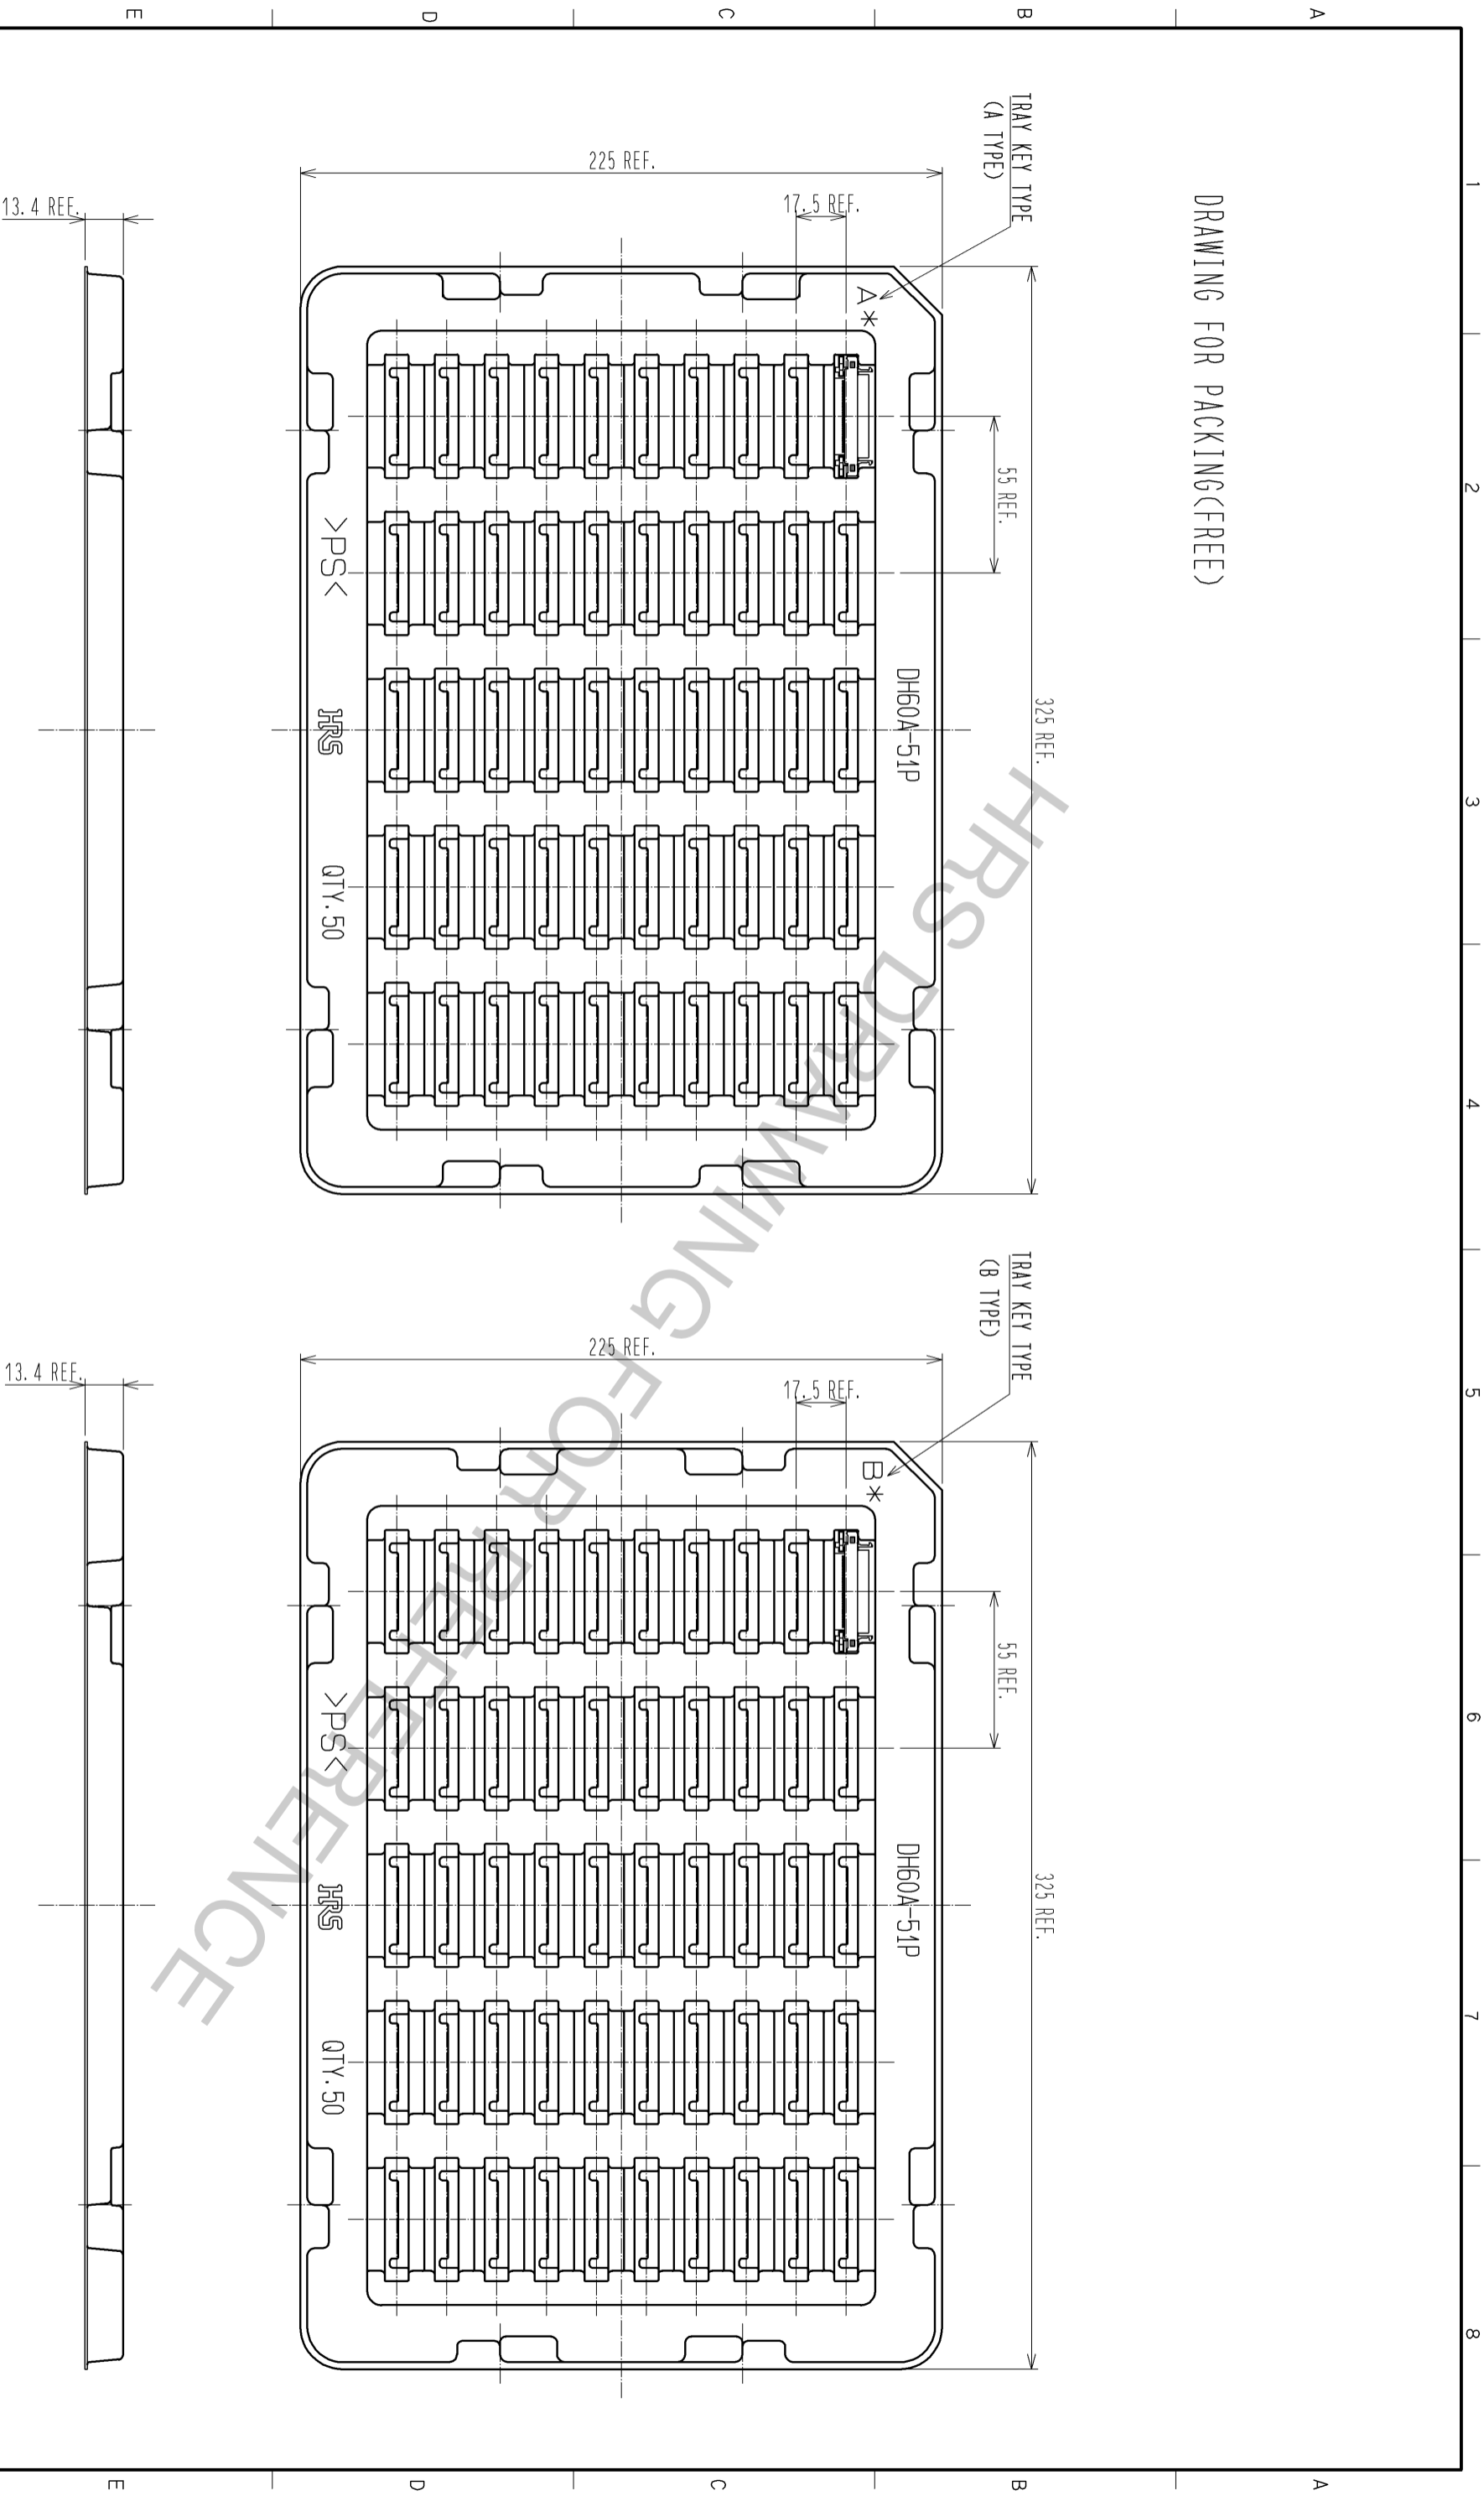 1 2 3 4 5 6 7 8
A
B
C
D
E
A
B
C
D
E
DRAWING FOR PACKING(FREE)
TRAY KEY TYPE
(A TYPE)
325 REF.
55 REF.
225 REF.
17.5 REF.
A*
DH60A-51P
>PS<
HRS
QTY.50
13.4 REF.
TRAY KEY TYPE
(B TYPE)
325 REF.
55 REF.
225 REF.
17.5 REF.
B*
DH60A-51P
>PS<
HRS
QTY.50
13.4 REF.
HRS DRAWING FOR REFERENCE